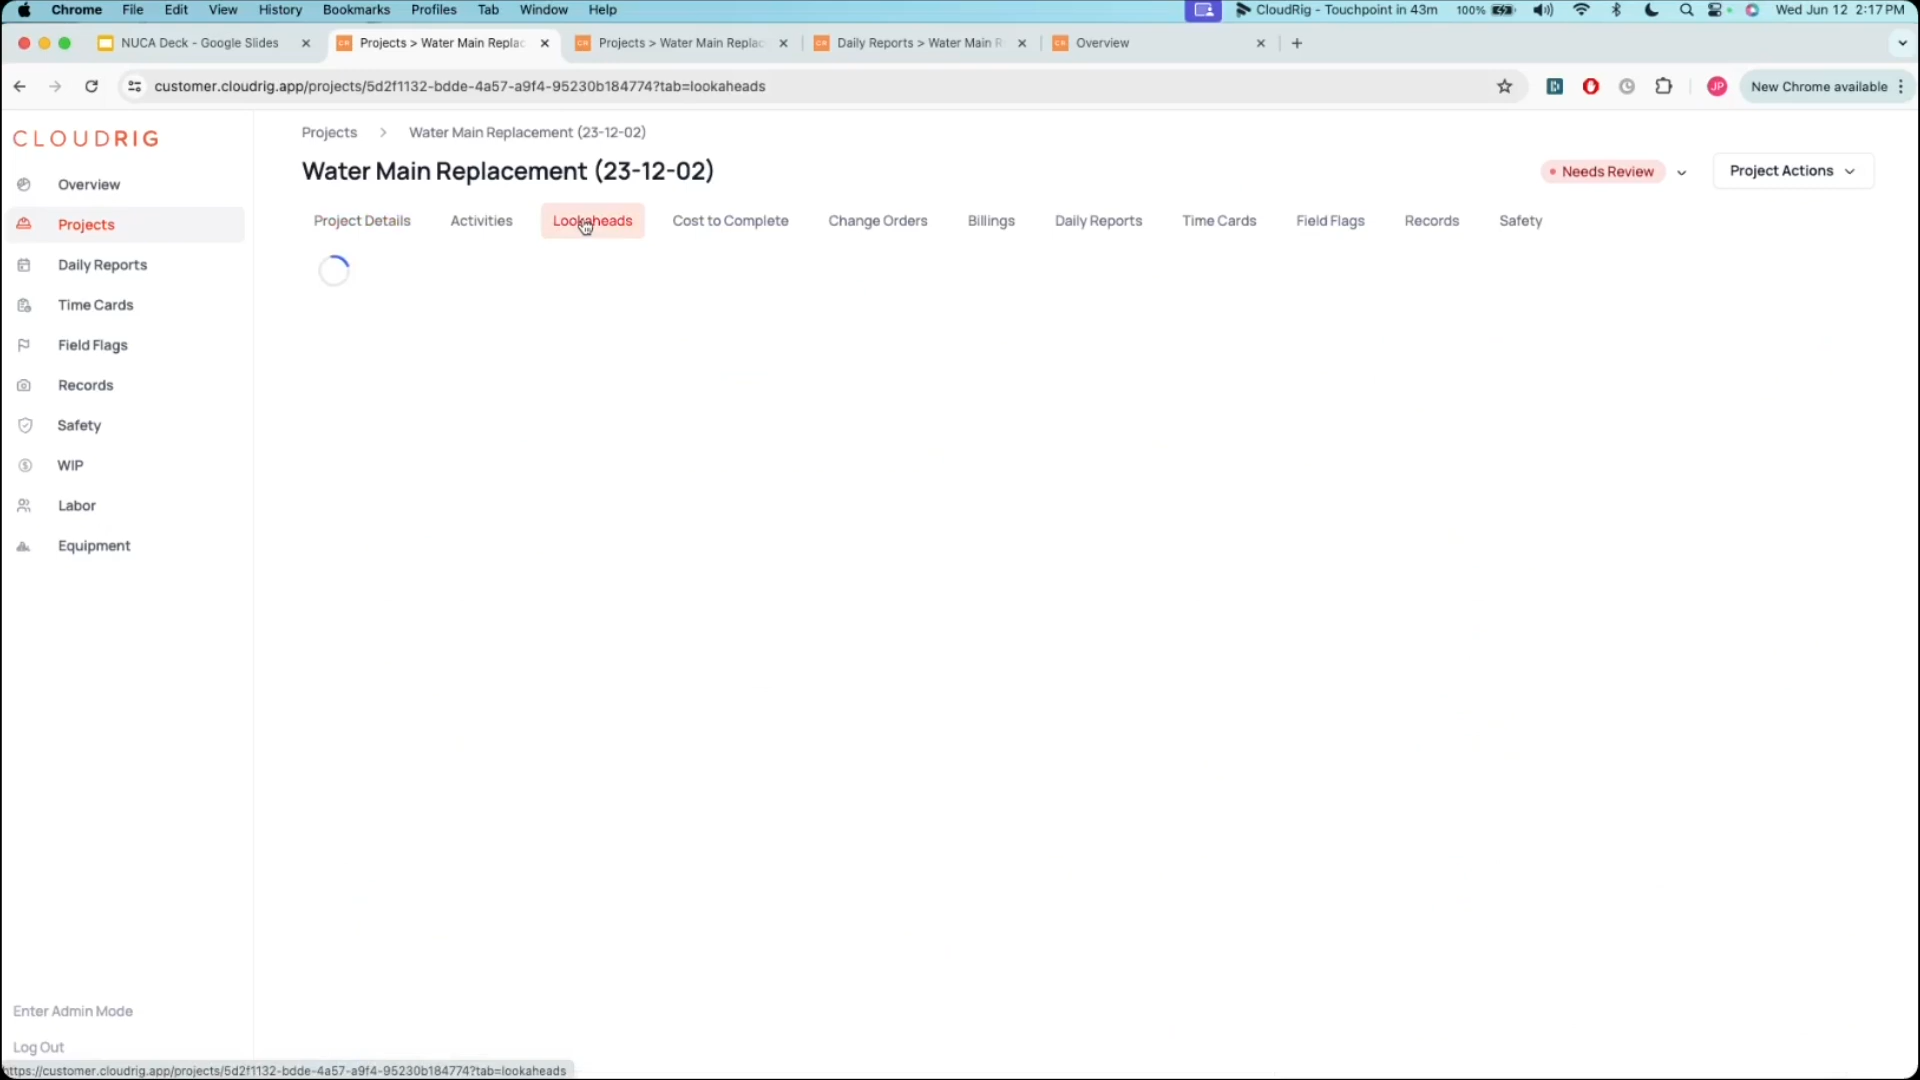 Chrome File Edit View History Bookmarks Profiles Tab Window Help CloudRig - Touchpoint in 43m 100% Wed Jun 12 2:17 PM
NUCA Deck - Google Slides Projects > Water Main Replac Projects > Water Main Replac Daily Reports > Water Main R Overview
customer.cloudrig.app/projects/5d2f1132-bdde-4a57-a9f4-95230b184774?tab=lookaheads JP New Chrome available
CLOUDRIG
Overview
Projects
Daily Reports
Time Cards
Field Flags
Records
Safety
WIP
Labor
Equipment
Enter Admin Mode
Log Out
Projects > Water Main Replacement (23-12-02)
Water Main Replacement (23-12-02)
Needs Review Project Actions
Project Details Activities Lookaheads Cost to Complete Change Orders Billings Daily Reports Time Cards Field Flags Records Safety
https://customer.cloudrig.app/projects/5d2f1132-bdde-4a57-a9f4-95230b184774?tab=lookaheads